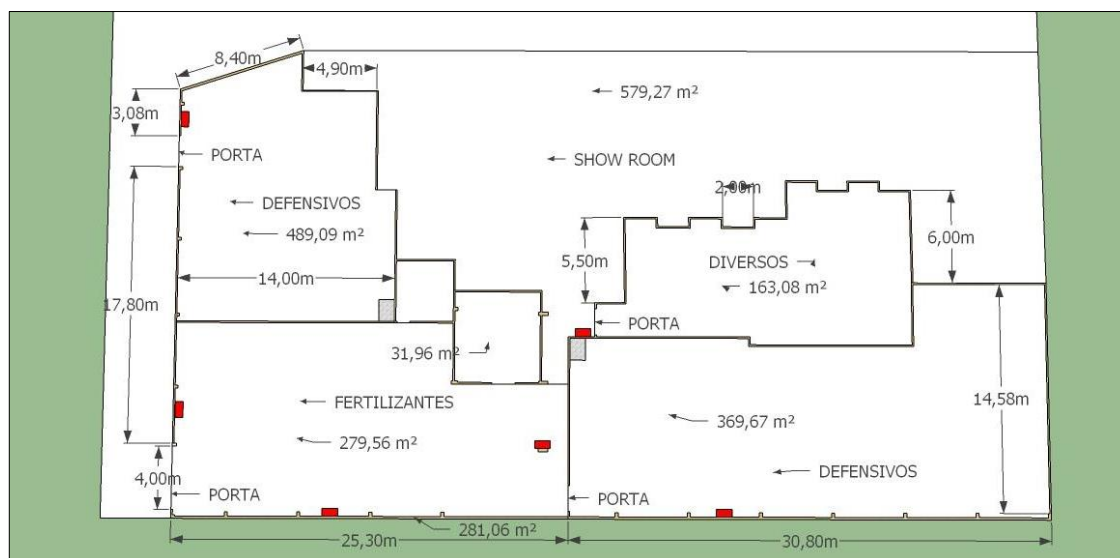 8,40m
4,90m
579,27 m²
3,08m
PORTA
SHOW ROOM
2,00m
DEFENSIVOS
489,09 m²
6,00m
5,50m
DIVERSOS
163,08 m²
14,00m
17,80m
PORTA
31,96 m²
FERTILIZANTES
14,58m
369,67 m²
279,56 m²
DEFENSIVOS
4,00m
PORTA
PORTA
281,06 m²
25,30m
30,80m